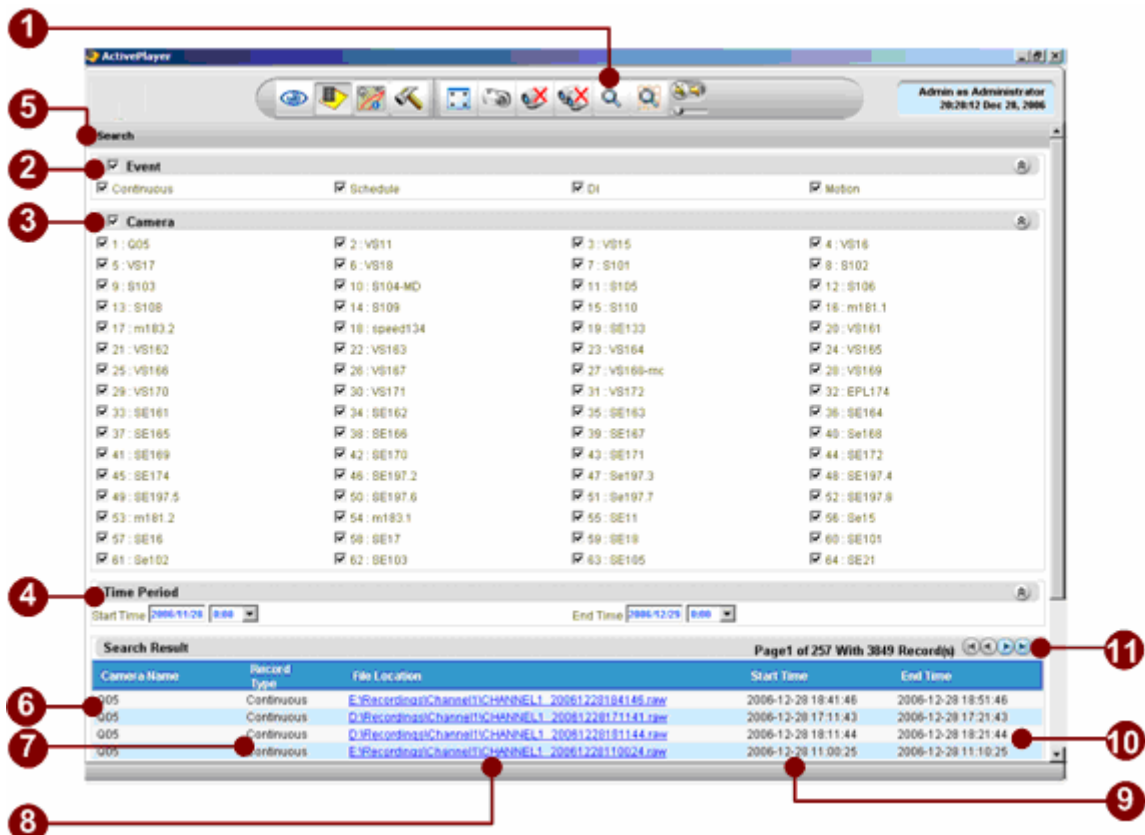 1
ActivePlayer
Admin as Administrator
20:28:12 Dec 28, 2006
5
Search
2
Event
Continuous Schedule DI Motion
3
Camera
1 : Q05 2 : VS11 3 : VS15 4 : VS16
5 : VS17 6 : VS18 7 : S101 8 : S102
9 : S103 10 : S104-MD 11 : S105 12 : S106
13 : S108 14 : S109 15 : S110 16 : m181.1
17 : m183.2 18 : speed134 19 : SE133 20 : VS161
21 : VS162 22 : VS163 23 : VS164 24 : VS165
25 : VS166 26 : VS167 27 : VS168-mc 28 : VS169
29 : VS170 30 : VS171 31 : VS172 32 : EPL174
33 : SE161 34 : SE162 35 : SE163 36 : SE164
37 : SE165 38 : SE166 39 : SE167 40 : Se168
41 : SE169 42 : SE170 43 : SE171 44 : SE172
45 : SE174 46 : SE197.2 47 : Se197.3 48 : SE197.4
49 : SE197.5 50 : SE197.6 51 : Se197.7 52 : SE197.8
53 : m181.2 54 : m183.1 55 : SE11 56 : Se15
57 : SE16 58 : SE17 59 : SE18 60 : SE101
61 : Se102 62 : SE103 63 : SE105 64 : SE21
4
Time Period
Start Time 2006/11/28 0:00 End Time 2006/12/29 0:00
Search Result Page1 of 257 With 3849 Record(s)
11
Camera Name Record Type File Location Start Time End Time
6
Q05 Continuous E:\Recordings\Channel1\CHANNEL1_20061228184146.raw 2006-12-28 18:41:46 2006-12-28 18:51:46
Q05 Continuous D:\Recordings\Channel1\CHANNEL1_20061228171141.raw 2006-12-28 17:11:43 2006-12-28 17:21:43
Q05 Continuous D:\Recordings\Channel1\CHANNEL1_20061228181144.raw 2006-12-28 18:11:44 2006-12-28 18:21:44
10
7
Q05 Continuous E:\Recordings\Channel1\CHANNEL1_20061228110024.raw 2006-12-28 11:00:25 2006-12-28 11:10:25
9
8